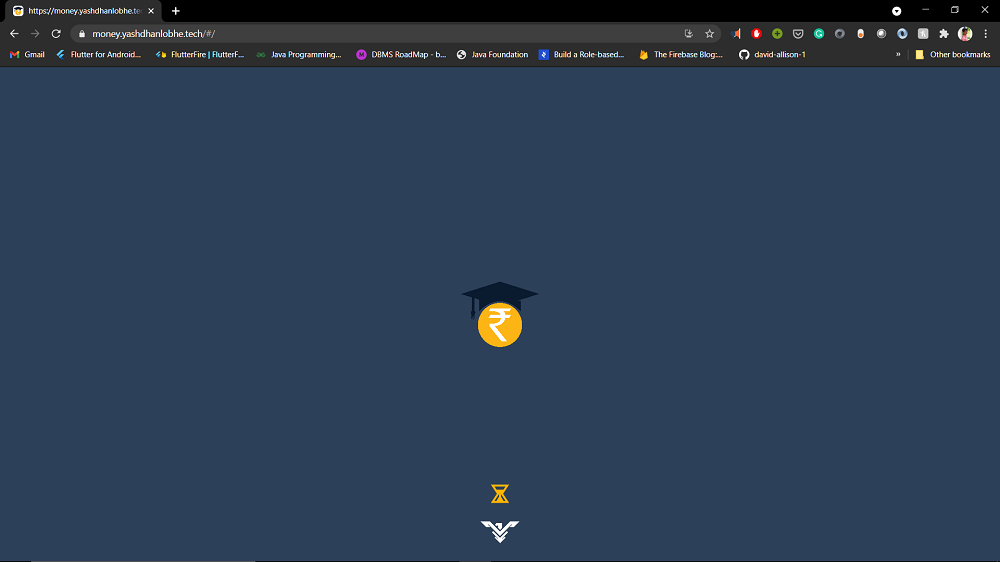 https://money.yashdhanlobhe.te
money.yashdhanlobhe.tech/#/
Gmail
Flutter for Android...
FlutterFire | FlutterF...
Java Programming...
DBMS RoadMap - b...
Java Foundation
Build a Role-based...
The Firebase Blog:...
david-allison-1
»
Other bookmarks
₹